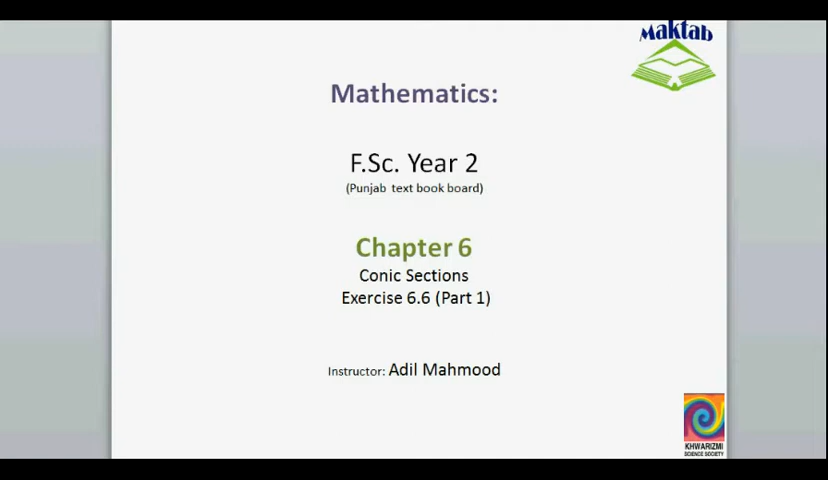 Maktab
Mathematics:
F.Sc. Year 2
(Punjab text book board)
Chapter 6
Conic Sections
Exercise 6.6 (Part 1)
Instructor: Adil Mahmood
KHWARIZMI
SCIENCE SOCIETY